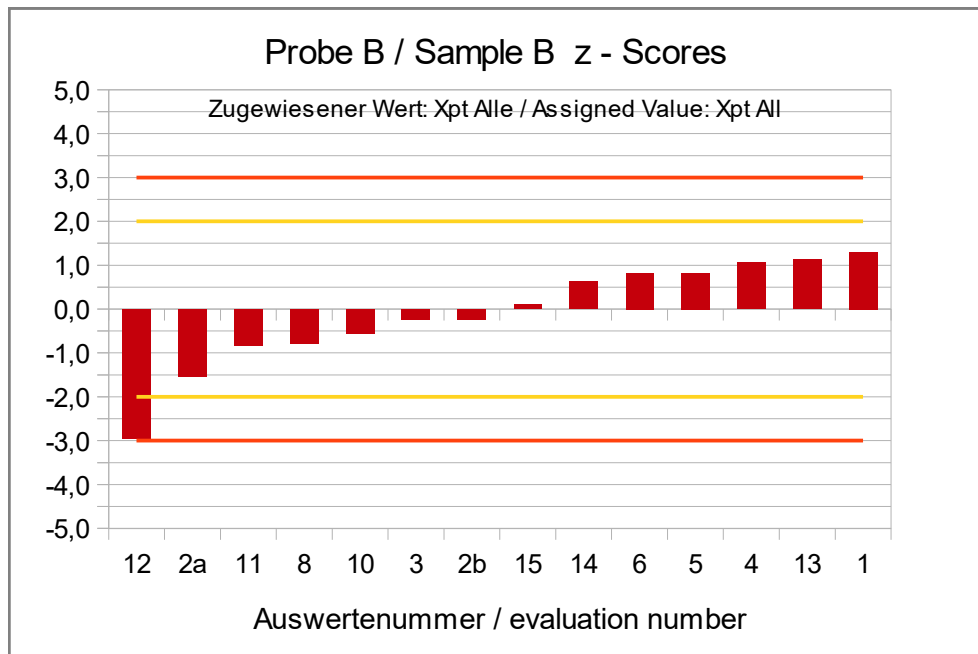 Probe B / Sample B  z - Scores
Zugewiesener Wert: Xpt Alle / Assigned Value: Xpt All
5,0
4,0
3,0
2,0
1,0
0,0
-1,0
-2,0
-3,0
-4,0
-5,0
12 2a 11 8 10 3 2b 15 14 6 5 4 13 1
Auswertenummer / evaluation number